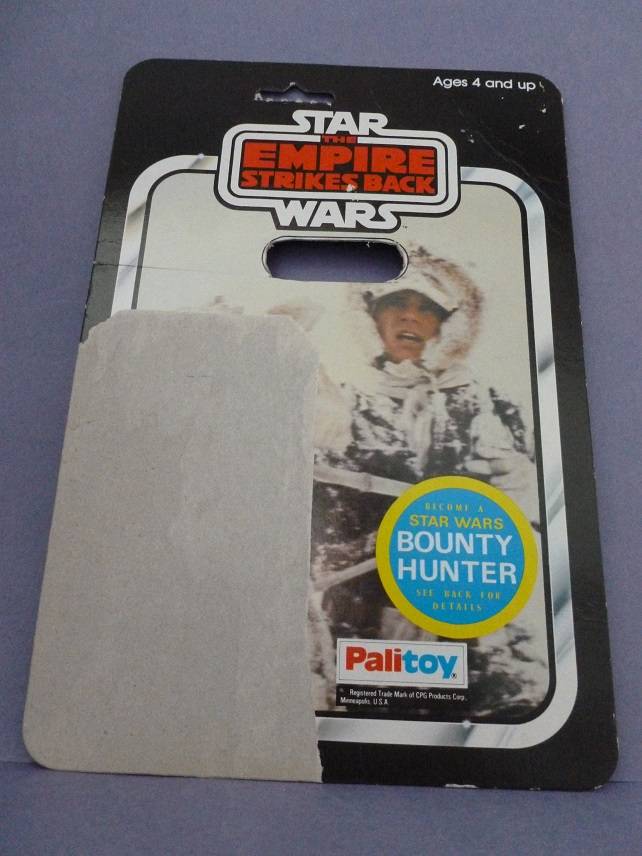 Ages 4 and up
STAR
THE
EMPIRE
STRIKES BACK
WARS
BECOME A
STAR WARS
BOUNTY
HUNTER
SEE BACK FOR
DETAILS
Palitoy®
Registered Trade Mark of CPG Products Corp.
Minneapolis, U.S.A.